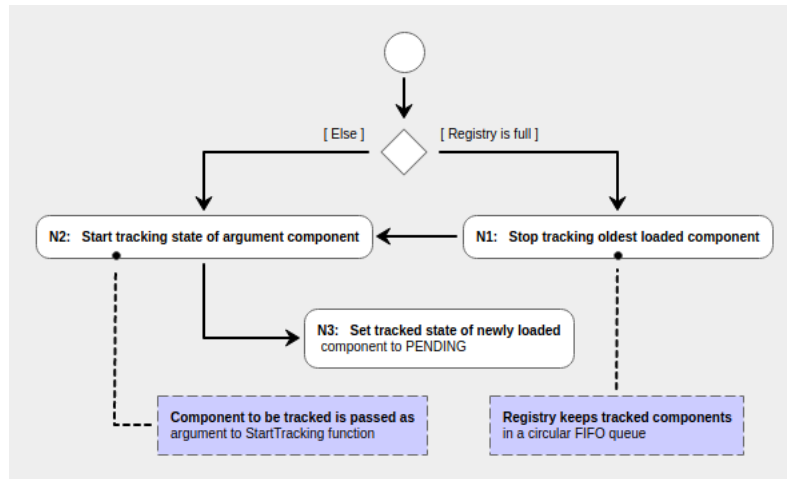 [ Else ]
[ Registry is full ]
N2: Start tracking state of argument component
N1: Stop tracking oldest loaded component
N3: Set tracked state of newly loaded
component to PENDING
Component to be tracked is passed as
argument to StartTracking function
Registry keeps tracked components
in a circular FIFO queue